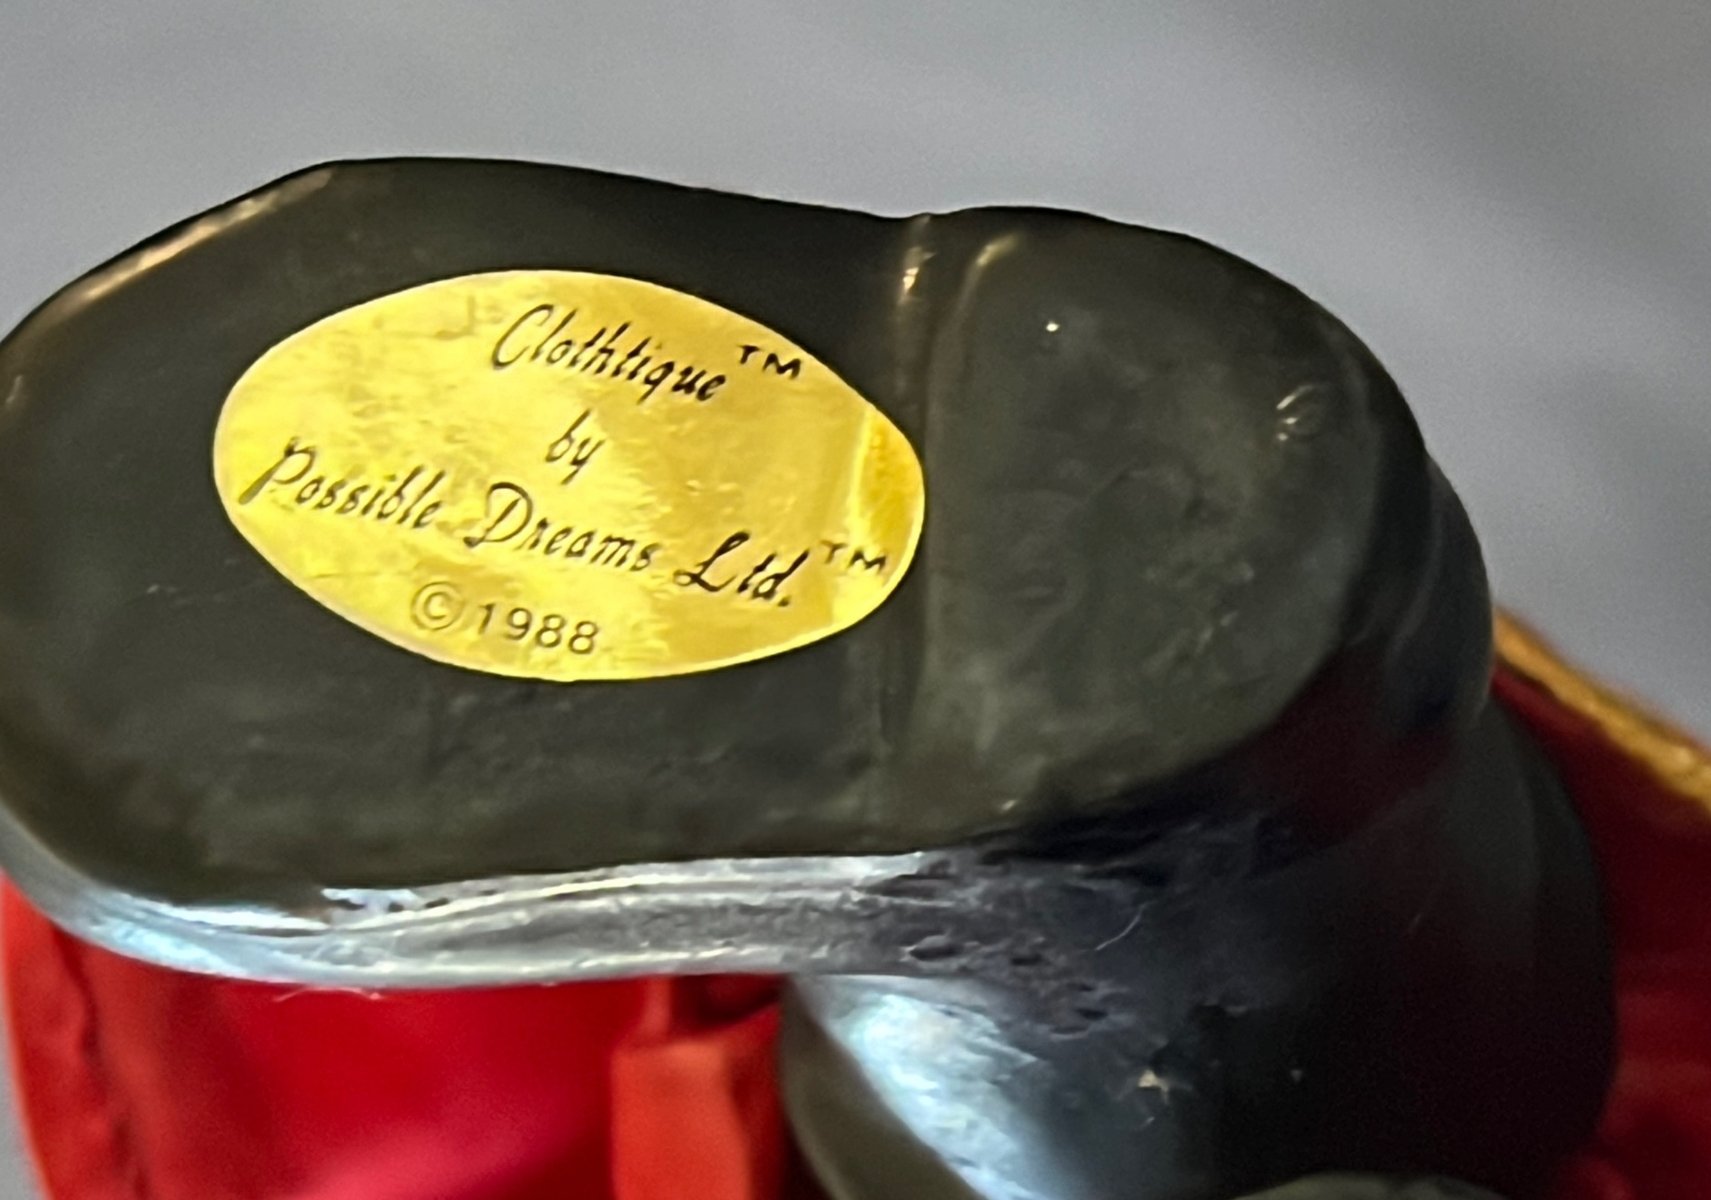 Clothtique™
by
Possible Dreams Ltd.™
©1988